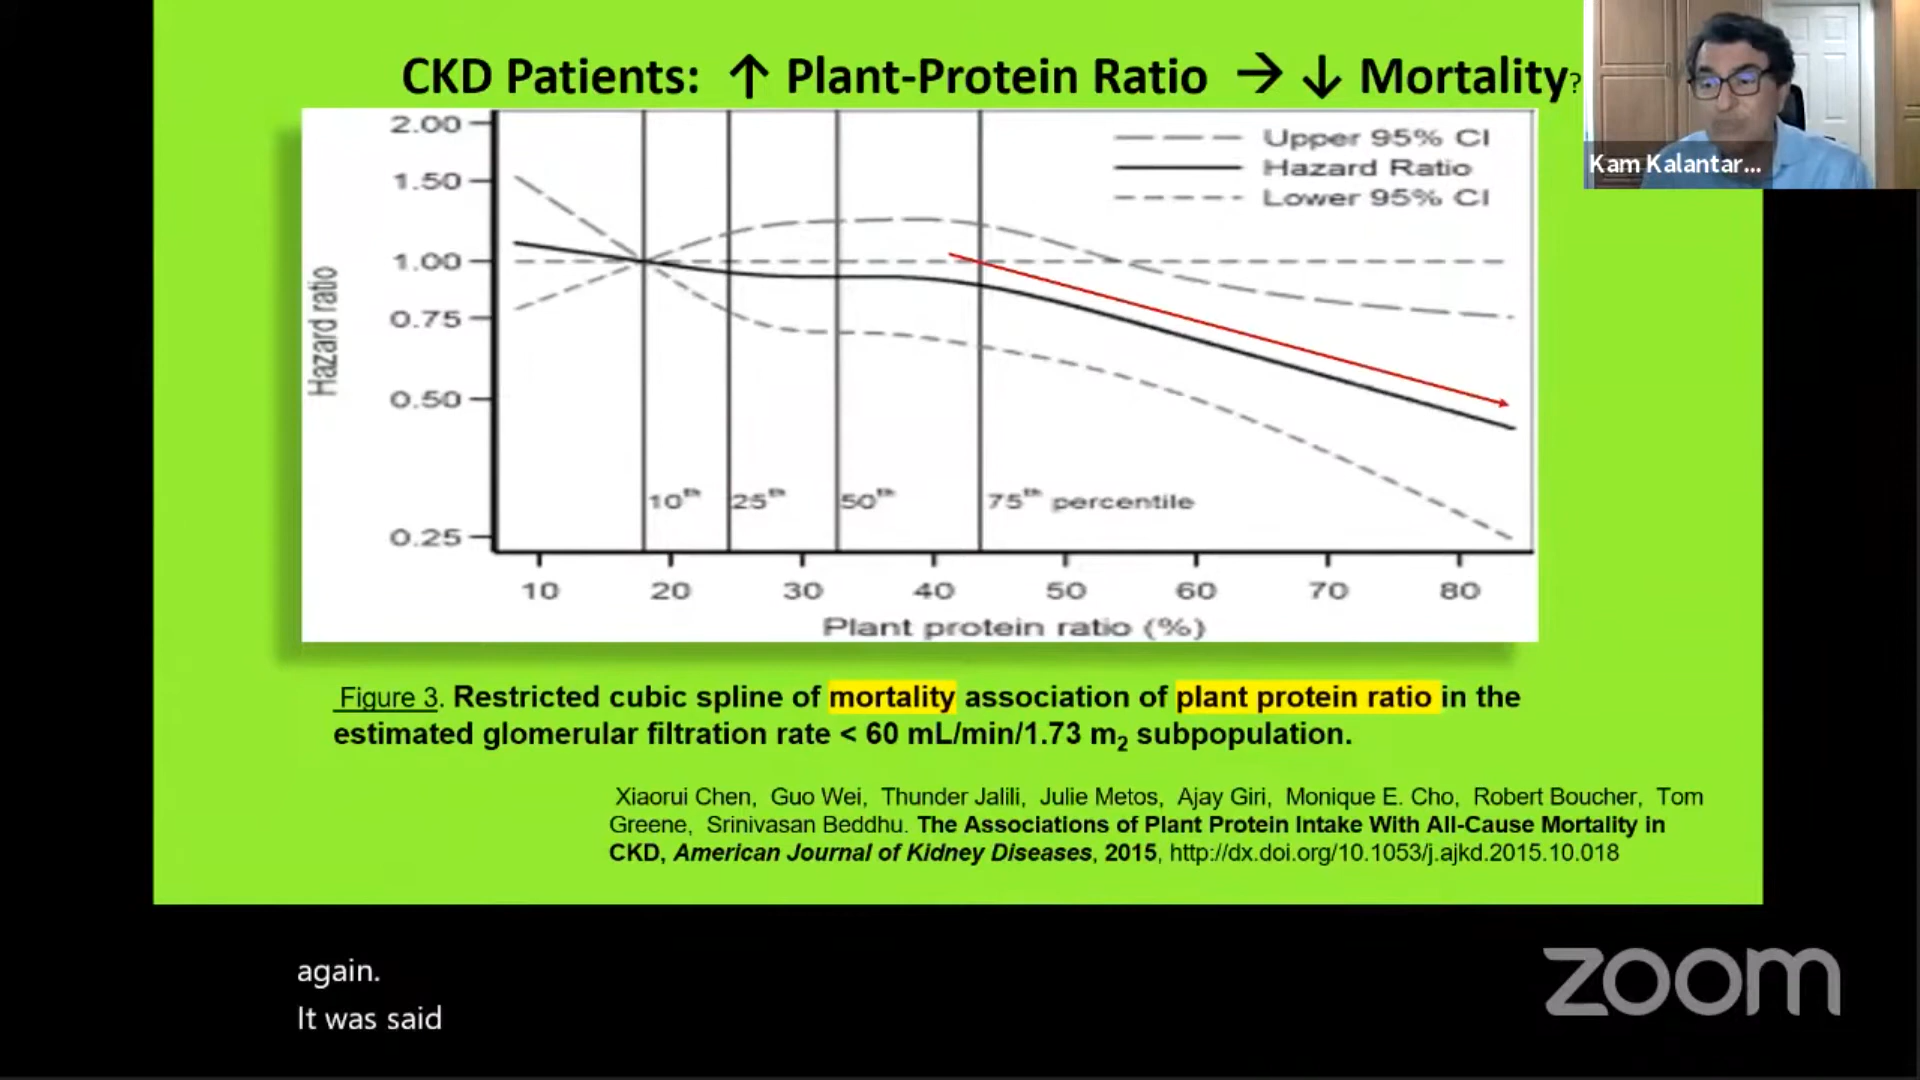 CKD Patients: ↑ Plant-Protein Ratio → ↓ Mortality?
Kam Kalantar...
2.00
1.50
1.00
0.75
0.50
0.25
Hazard ratio
Upper 95% CI
Hazard Ratio
Lower 95% CI
10th 25th 50th 75th percentile
10 20 30 40 50 60 70 80
Plant protein ratio (%)
Figure 3. Restricted cubic spline of mortality association of plant protein ratio in the
estimated glomerular filtration rate < 60 mL/min/1.73 m2 subpopulation.
Xiaorui Chen, Guo Wei, Thunder Jalili, Julie Metos, Ajay Giri, Monique E. Cho, Robert Boucher, Tom
Greene, Srinivasan Beddhu. The Associations of Plant Protein Intake With All-Cause Mortality in
CKD, American Journal of Kidney Diseases, 2015, http://dx.doi.org/10.1053/j.ajkd.2015.10.018
again.
It was said
zoom